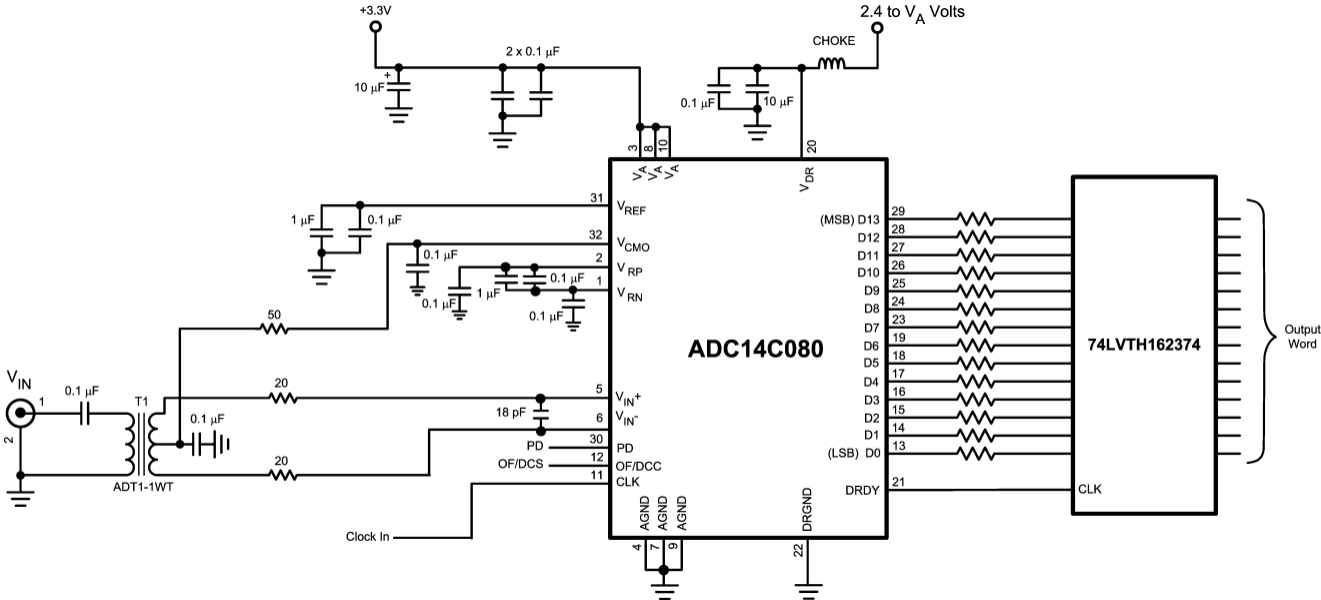 +3.3V
2.4 to VA Volts
CHOKE
2 x 0.1 µF
+
10 µF
0.1 µF
10 µF
3
8
10
20
VA
VA
VA
VDR
31
VREF
1 µF
0.1 µF
32
VCMO
0.1 µF
2
VRP
0.1 µF
1 µF
0.1 µF
1
VRN
0.1 µF
50
ADC14C080
(MSB) D13
29
D12
28
D11
27
D10
26
D9
25
D8
24
D7
23
D6
19
D5
18
D4
17
D3
16
D2
15
D1
14
(LSB) D0
13
DRDY
21
74LVTH162374
CLK
Output
Word
VIN
1
2
0.1 µF
T1
0.1 µF
ADT1-1WT
20
20
5
VIN+
18 pF
6
VIN-
PD
30
PD
OF/DCS
12
OF/DCC
11
CLK
Clock In
AGND
AGND
AGND
DRGND
4
7
9
22